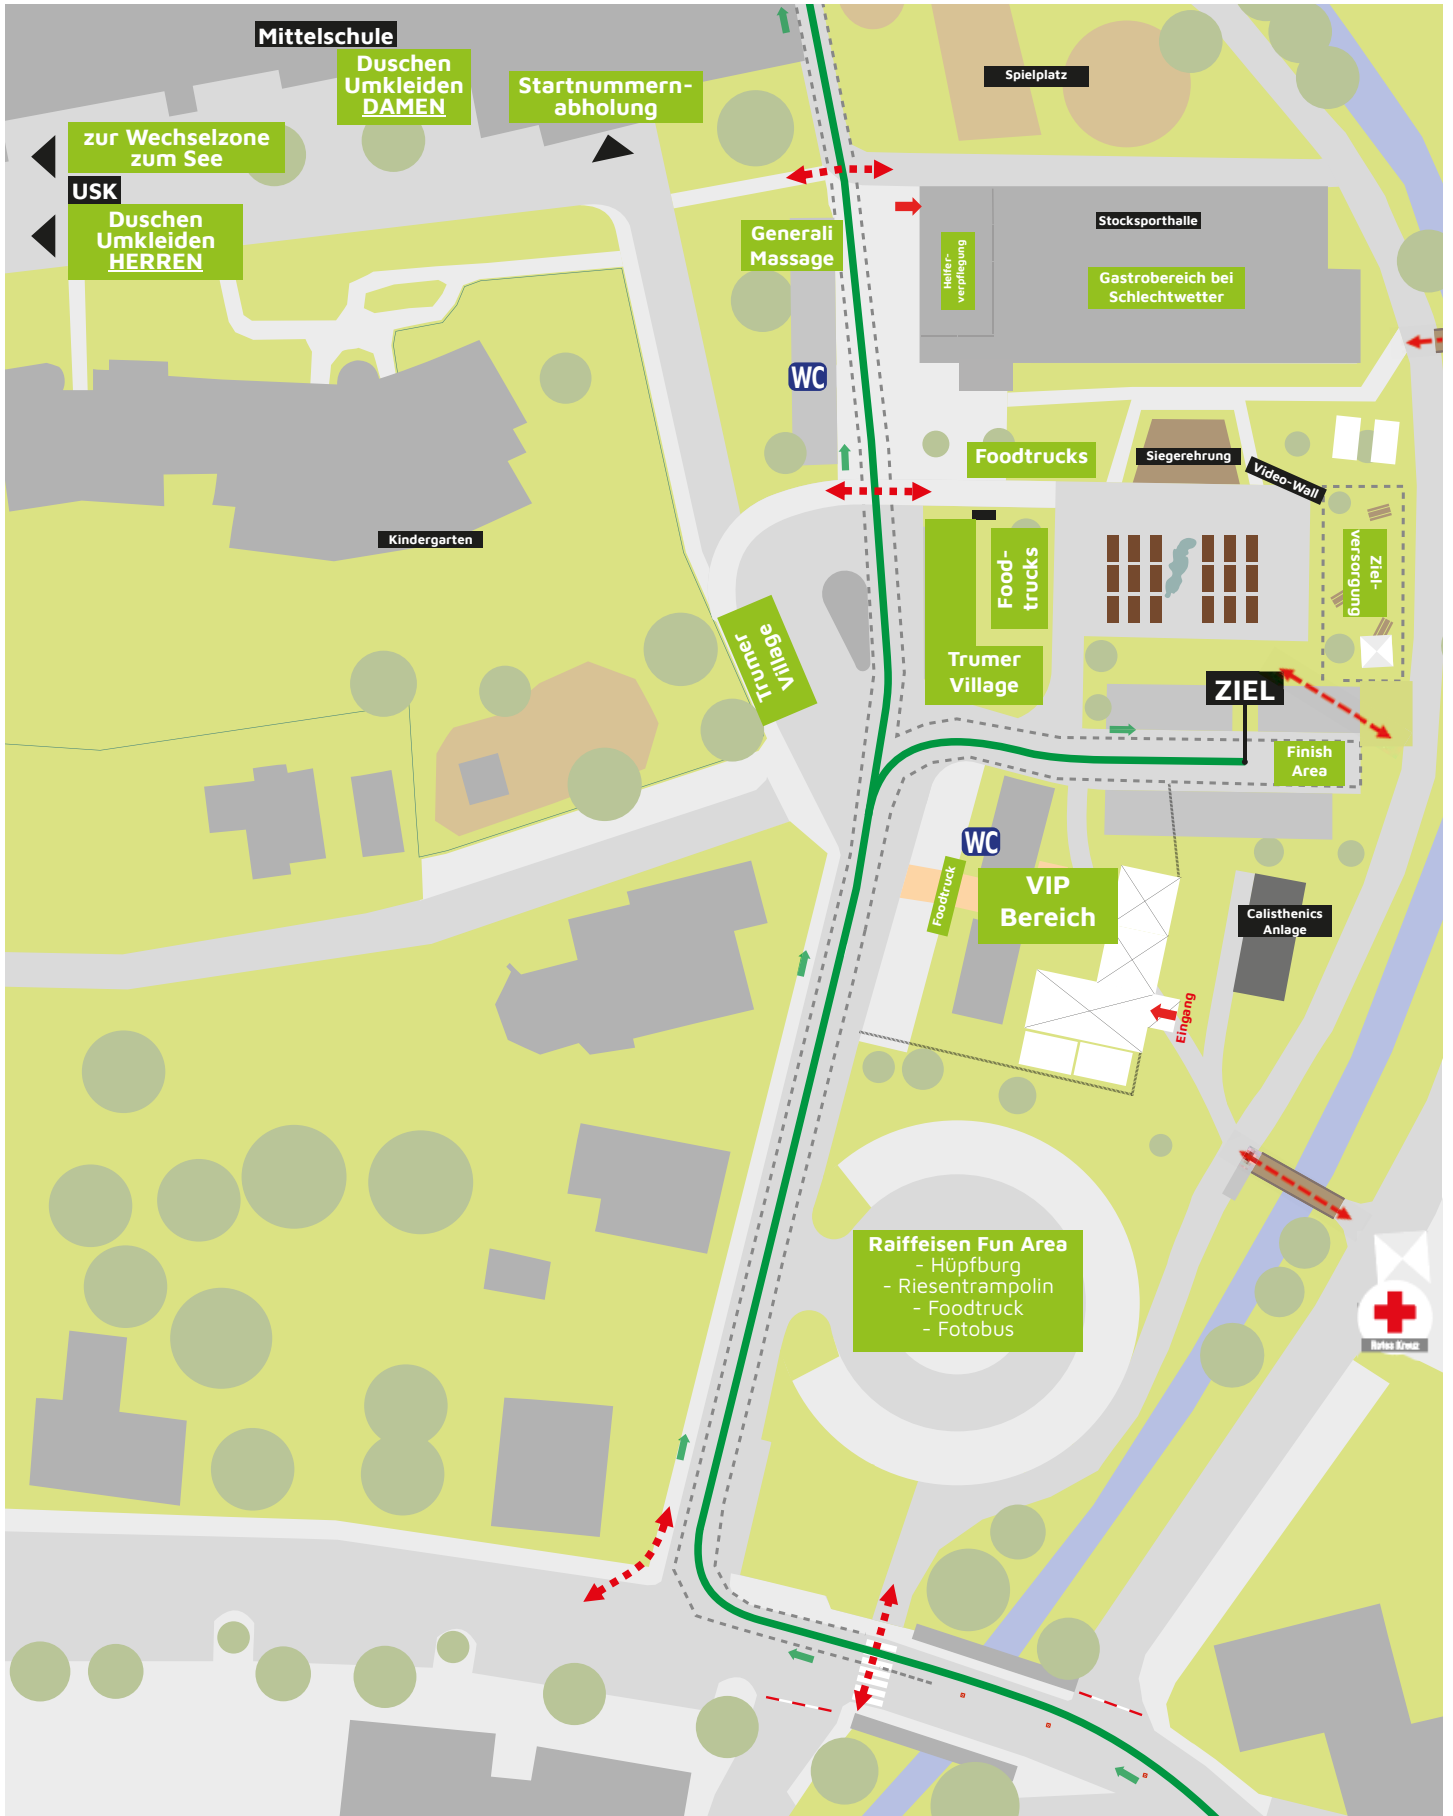 Mittelschule
Duschen
Umkleiden
DAMEN
Startnummern-
abholung
Spielplatz
zur Wechselzone
zum See
USK
Duschen
Umkleiden
HERREN
Generali
Massage
Helfer-
verpflegung
Stocksporthalle
Gastrobereich bei
Schlechtwetter
WC
Foodtrucks
Siegerehrung
Video-Wall
Kindergarten
Food-
trucks
Ziel-
versorgung
Trumer
Village
Trumer
Village
ZIEL
Finish
Area
WC
Foodtruck
VIP
Bereich
Calisthenics
Anlage
Eingang
Raiffeisen Fun Area
- Hüpfburg
- Riesentrampolin
- Foodtruck
- Fotobus
Rotes Kreuz